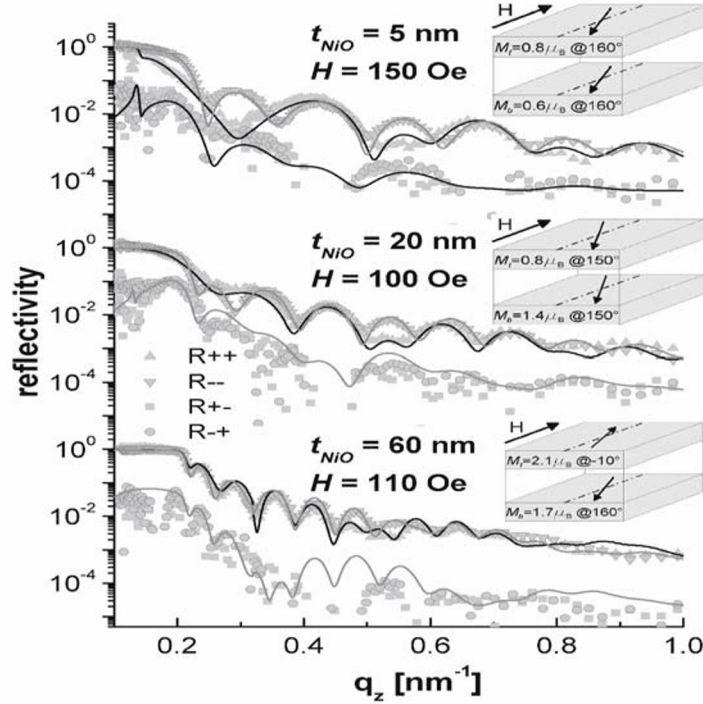 t_NiO = 5 nm
H = 150 Oe
H
M_t=0.8μ_B @160°
M_b=0.6μ_B @160°
10^0
10^-2
10^-4
t_NiO = 20 nm
H = 100 Oe
H
M_t=0.8μ_B @150°
M_b=1.4μ_B @150°
10^0
10^-2
10^-4
reflectivity
R++
R--
R+-
R-+
t_NiO = 60 nm
H = 110 Oe
H
M_t=2.1μ_B @-10°
M_b=1.7μ_B @160°
10^0
10^-2
10^-4
0.2 0.4 0.6 0.8 1.0
q_z [nm^-1]